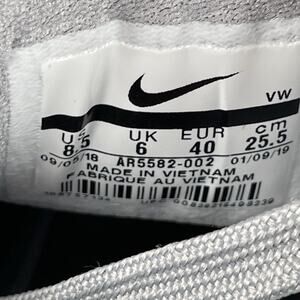 VW
US UK EUR cm
8.5 6 40 25.5
09/05/18 AR5582-002 01/09/19
MADE IN VIETNAM
FABRIQUE AU VIETNAM